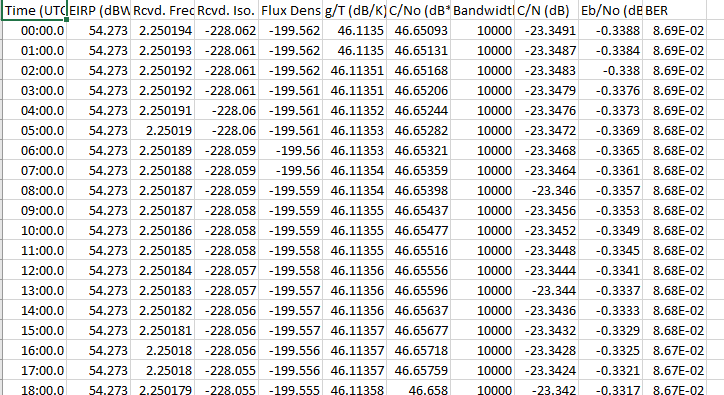 Time (UTC EIRP (dBW Rcvd. Frec Rcvd. Iso. Flux Dens g/T (dB/K) C/No (dB* Bandwidth C/N (dB) Eb/No (dB BER
00:00.0 54.273 2.250194 -228.062 -199.562 46.1135 46.65093 10000 -23.3491 -0.3388 8.69E-02
01:00.0 54.273 2.250193 -228.061 -199.562 46.1135 46.65131 10000 -23.3487 -0.3384 8.69E-02
02:00.0 54.273 2.250192 -228.061 -199.562 46.11351 46.65168 10000 -23.3483 -0.338 8.69E-02
03:00.0 54.273 2.250192 -228.061 -199.561 46.11351 46.65206 10000 -23.3479 -0.3376 8.69E-02
04:00.0 54.273 2.250191 -228.06 -199.561 46.11352 46.65244 10000 -23.3476 -0.3373 8.69E-02
05:00.0 54.273 2.25019 -228.06 -199.561 46.11353 46.65282 10000 -23.3472 -0.3369 8.68E-02
06:00.0 54.273 2.250189 -228.059 -199.56 46.11353 46.65321 10000 -23.3468 -0.3365 8.68E-02
07:00.0 54.273 2.250188 -228.059 -199.56 46.11354 46.65359 10000 -23.3464 -0.3361 8.68E-02
08:00.0 54.273 2.250187 -228.059 -199.559 46.11354 46.65398 10000 -23.346 -0.3357 8.68E-02
09:00.0 54.273 2.250187 -228.058 -199.559 46.11355 46.65437 10000 -23.3456 -0.3353 8.68E-02
10:00.0 54.273 2.250186 -228.058 -199.559 46.11355 46.65477 10000 -23.3452 -0.3349 8.68E-02
11:00.0 54.273 2.250185 -228.058 -199.558 46.11355 46.65516 10000 -23.3448 -0.3345 8.68E-02
12:00.0 54.273 2.250184 -228.057 -199.558 46.11356 46.65556 10000 -23.3444 -0.3341 8.68E-02
13:00.0 54.273 2.250183 -228.057 -199.557 46.11356 46.65596 10000 -23.344 -0.3337 8.68E-02
14:00.0 54.273 2.250182 -228.056 -199.557 46.11356 46.65637 10000 -23.3436 -0.3333 8.68E-02
15:00.0 54.273 2.250181 -228.056 -199.557 46.11357 46.65677 10000 -23.3432 -0.3329 8.68E-02
16:00.0 54.273 2.25018 -228.056 -199.556 46.11357 46.65718 10000 -23.3428 -0.3325 8.67E-02
17:00.0 54.273 2.25018 -228.055 -199.556 46.11357 46.65759 10000 -23.3424 -0.3321 8.67E-02
18:00.0 54.273 2.250179 -228.055 -199.555 46.11358 46.658 10000 -23.342 -0.3317 8.67E-02